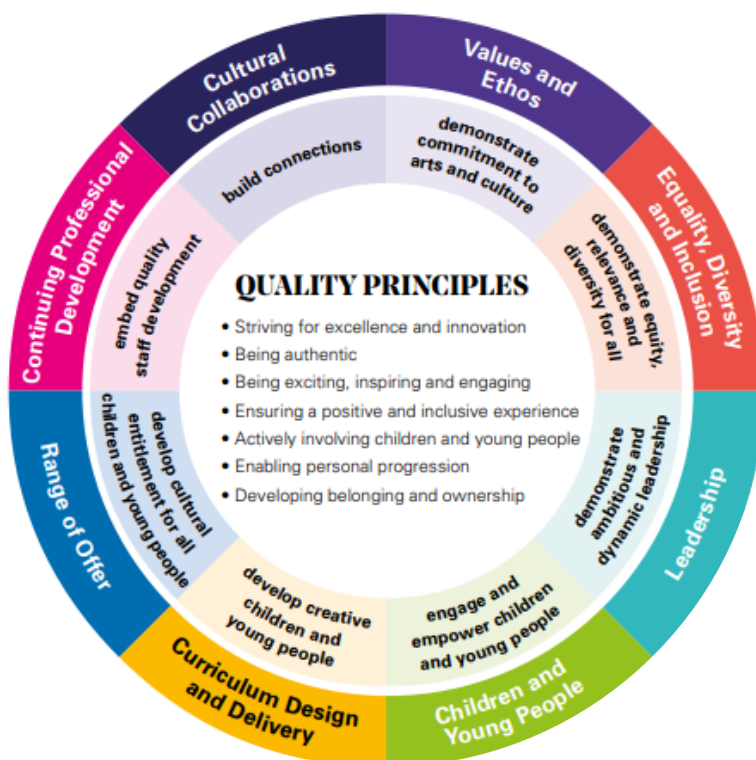 Cultural
Collaborations
build connections
Values and
Ethos
demonstrate
commitment to
arts and culture
Equality, Diversity
and Inclusion
demonstrate equity,
relevance and
diversity for all
Leadership
demonstrate
ambitious and
dynamic leadership
Children and
Young People
engage and
empower children
and young people
Curriculum Design
and Delivery
develop creative
children and
young people
Range of Offer
develop cultural
entitlement for all
children and young people
Continuing Professional
Development
embed quality
staff development
QUALITY PRINCIPLES
• Striving for excellence and innovation
• Being authentic
• Being exciting, inspiring and engaging
• Ensuring a positive and inclusive experience
• Actively involving children and young people
• Enabling personal progression
• Developing belonging and ownership